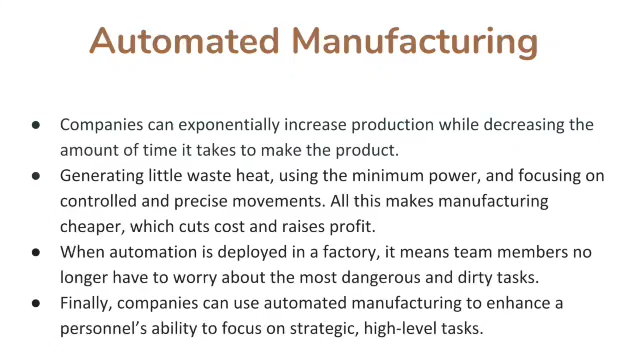 Automated Manufacturing
● Companies can exponentially increase production while decreasing the
amount of time it takes to make the product.
● Generating little waste heat, using the minimum power, and focusing on
controlled and precise movements. All this makes manufacturing
cheaper, which cuts cost and raises profit.
● When automation is deployed in a factory, it means team members no
longer have to worry about the most dangerous and dirty tasks.
● Finally, companies can use automated manufacturing to enhance a
personnel’s ability to focus on strategic, high-level tasks.